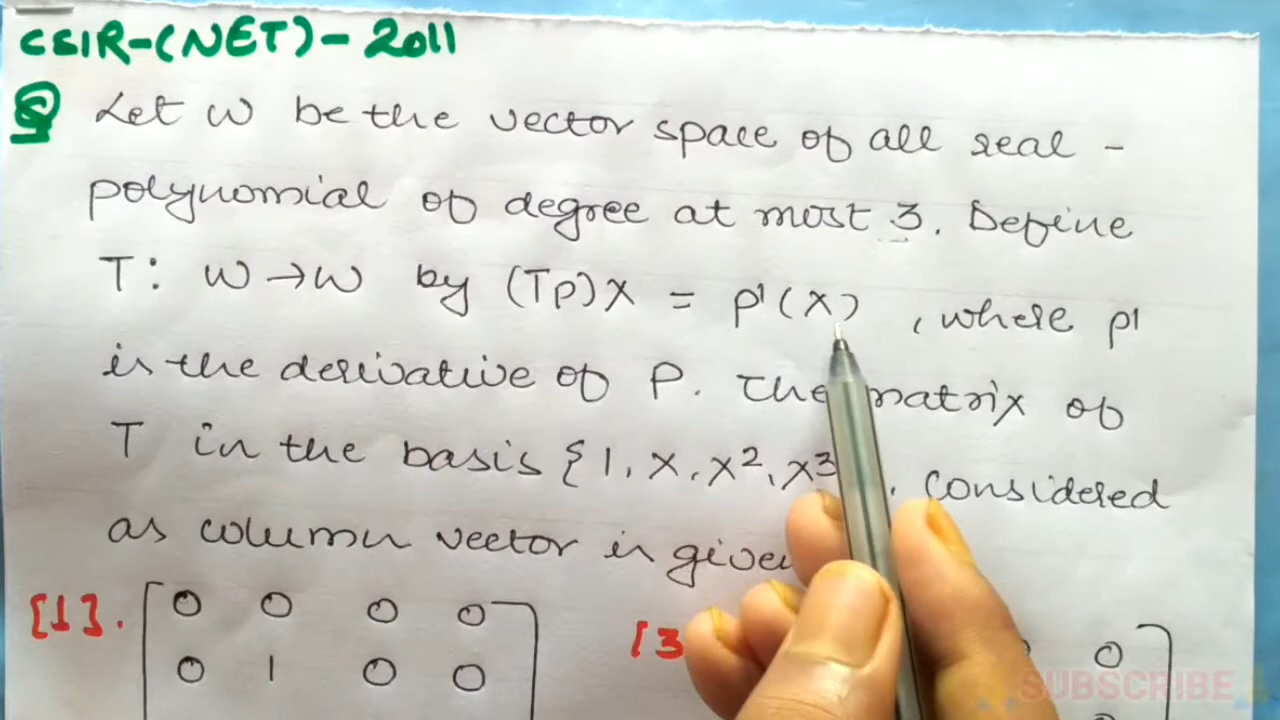 CSIR-(NET)-2011
Q Let W be the vector space of all real -
polynomial of degree at most 3. Define
T: W→W by (Tp)x = p'(x) , where p'
is the derivative of P. The matrix of
T in the basis {1, x, x², x³ , considered
as column vector is
[1]. 0 0 0 0
[3 0
0 1 0 0
SUBSCRIBE